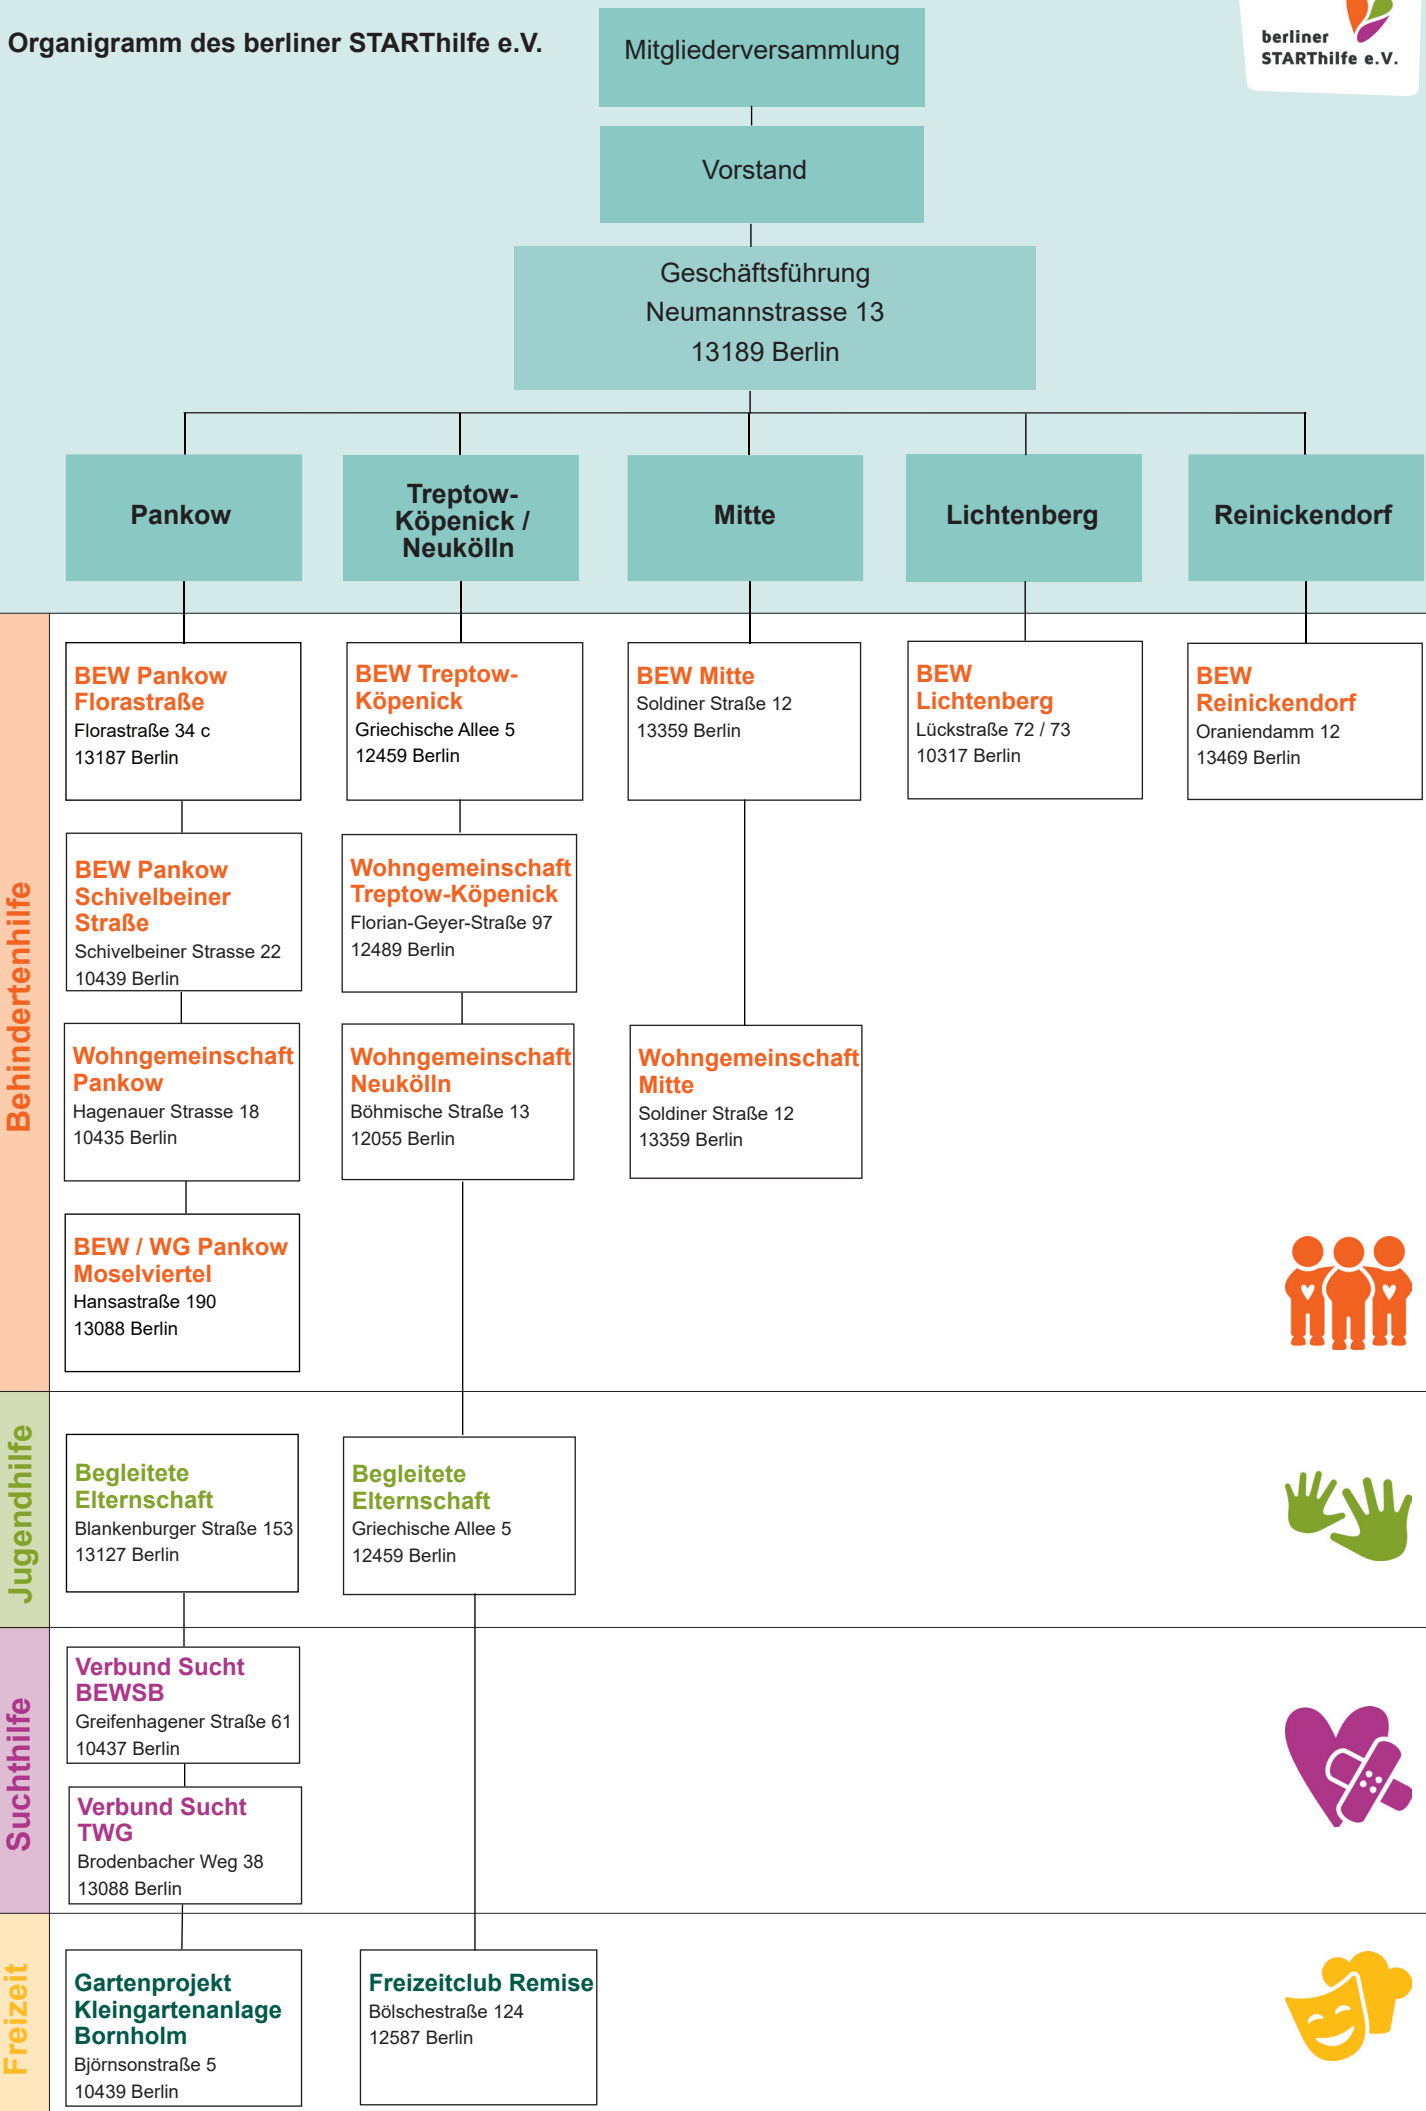 Organigramm des berliner STARThilfe e.V.
berliner
STARThilfe e.V.
Mitgliederversammlung
Vorstand
Geschäftsführung
Neumannstrasse 13
13189 Berlin
Pankow
Treptow-
Köpenick /
Neukölln
Mitte
Lichtenberg
Reinickendorf
Behindertenhilfe
BEW Pankow
Florastraße
Florastraße 34 c
13187 Berlin
BEW Treptow-
Köpenick
Griechische Allee 5
12459 Berlin
BEW Mitte
Soldiner Straße 12
13359 Berlin
BEW
Lichtenberg
Lückstraße 72 / 73
10317 Berlin
BEW
Reinickendorf
Oraniendamm 12
13469 Berlin
BEW Pankow
Schivelbeiner
Straße
Schivelbeiner Strasse 22
10439 Berlin
Wohngemeinschaft
Treptow-Köpenick
Florian-Geyer-Straße 97
12489 Berlin
Wohngemeinschaft
Pankow
Hagenauer Strasse 18
10435 Berlin
Wohngemeinschaft
Neukölln
Böhmische Straße 13
12055 Berlin
Wohngemeinschaft
Mitte
Soldiner Straße 12
13359 Berlin
BEW / WG Pankow
Moselviertel
Hansastraße 190
13088 Berlin
Jugendhilfe
Begleitete
Elternschaft
Blankenburger Straße 153
13127 Berlin
Begleitete
Elternschaft
Griechische Allee 5
12459 Berlin
Suchthilfe
Verbund Sucht
BEWSB
Greifenhagener Straße 61
10437 Berlin
Verbund Sucht
TWG
Brodenbacher Weg 38
13088 Berlin
Freizeit
Gartenprojekt
Kleingartenanlage
Bornholm
Björnsonstraße 5
10439 Berlin
Freizeitclub Remise
Bölschestraße 124
12587 Berlin